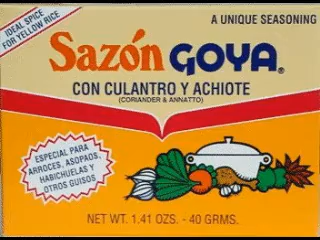 IDEAL SPICE
FOR YELLOW RICE
A UNIQUE SEASONING
Sazón GOYA®
CON CULANTRO Y ACHIOTE
(CORIANDER & ANNATTO)
ESPECIAL PARA
ARROCES, ASOPAOS,
HABICHUELAS Y
OTROS GUISOS
NET WT. 1.41 OZS. - 40 GRMS.